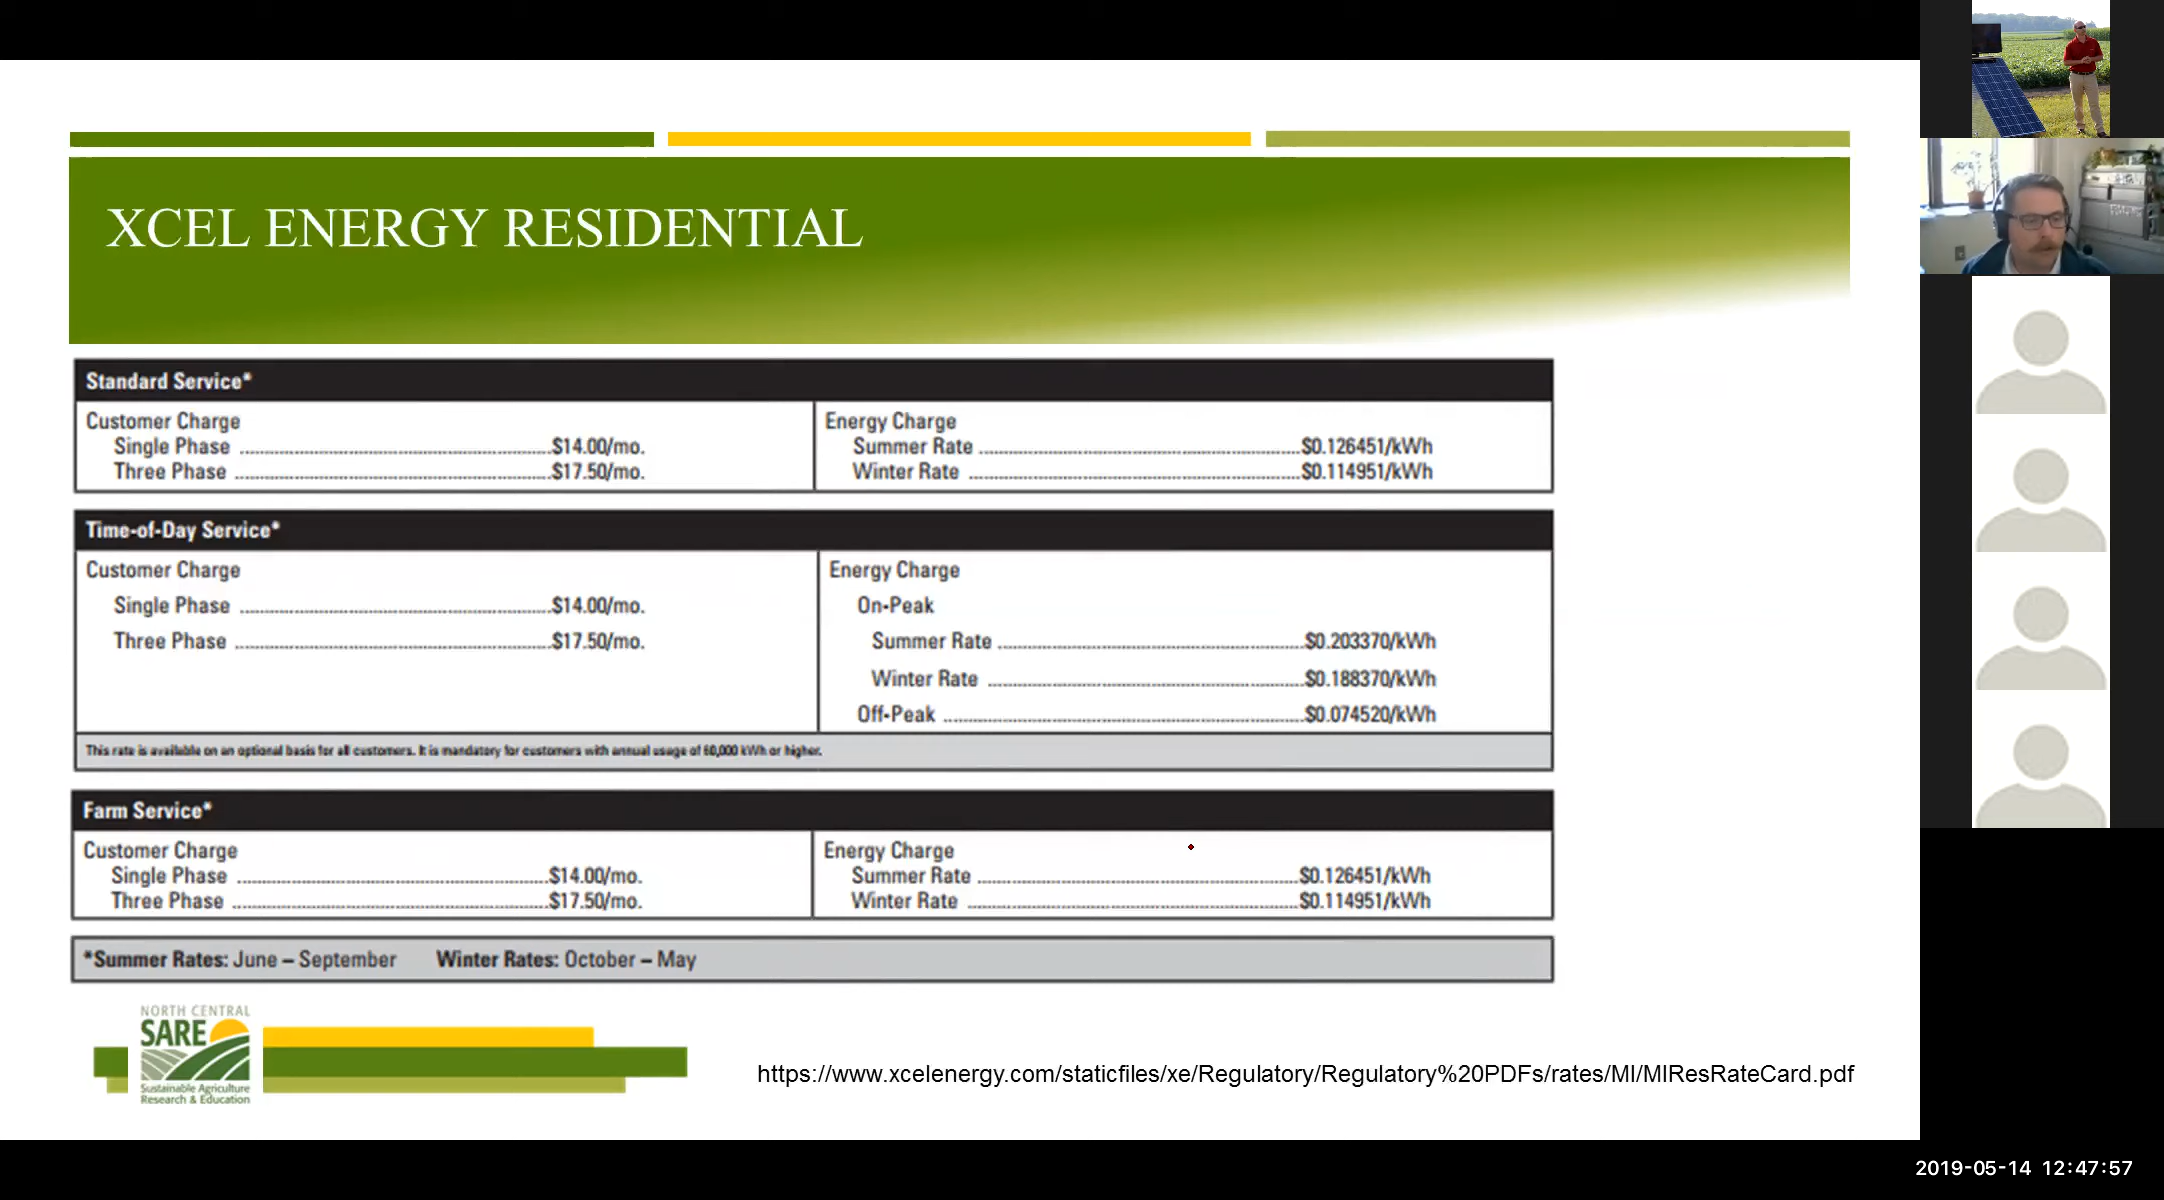 XCEL ENERGY RESIDENTIAL
Standard Service*
Customer Charge
Single Phase ........ $14.00/mo.
Three Phase ........ $17.50/mo.
Energy Charge
Summer Rate ........ $0.126451/kWh
Winter Rate ........ $0.114951/kWh
Time-of-Day Service*
Customer Charge
Single Phase ........ $14.00/mo.
Three Phase ........ $17.50/mo.
Energy Charge
On-Peak
Summer Rate ........ $0.203370/kWh
Winter Rate ........ $0.188370/kWh
Off-Peak ........ $0.074520/kWh
This rate is available on an optional basis for all customers. It is mandatory for customers with annual usage of 60,000 kWh or higher.
Farm Service*
Customer Charge
Single Phase ........ $14.00/mo.
Three Phase ........ $17.50/mo.
Energy Charge
Summer Rate ........ $0.126451/kWh
Winter Rate ........ $0.114951/kWh
*Summer Rates: June – September Winter Rates: October – May
NORTH CENTRAL
SARE
Sustainable Agriculture
Research & Education
https://www.xcelenergy.com/staticfiles/xe/Regulatory/Regulatory%20PDFs/rates/MI/MIResRateCard.pdf
2019-05-14 12:47:57